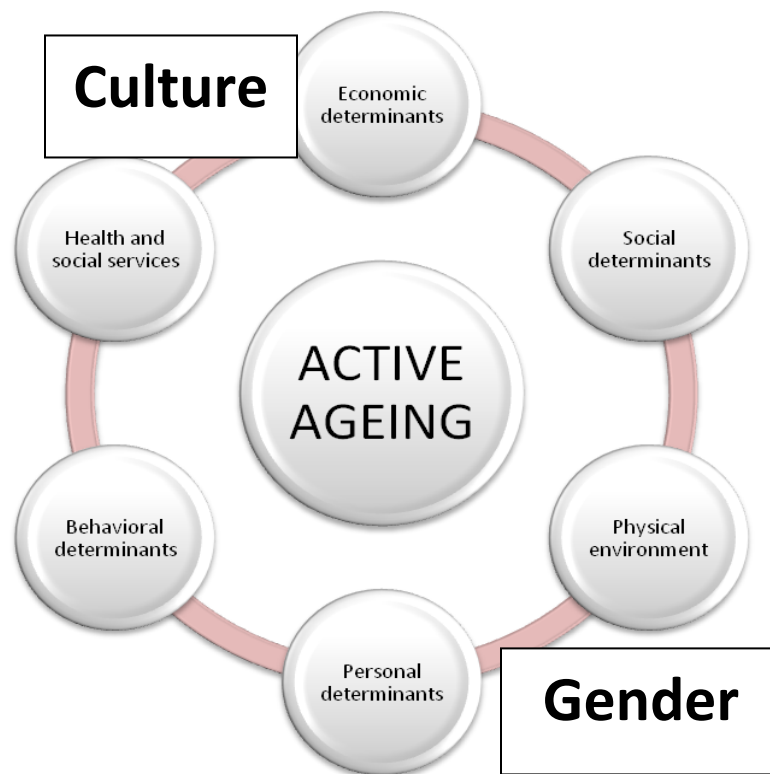 Culture
Economic
determinants
Health and
social services
Social
determinants
ACTIVE
AGEING
Behavioral
determinants
Physical
environment
Personal
determinants
Gender